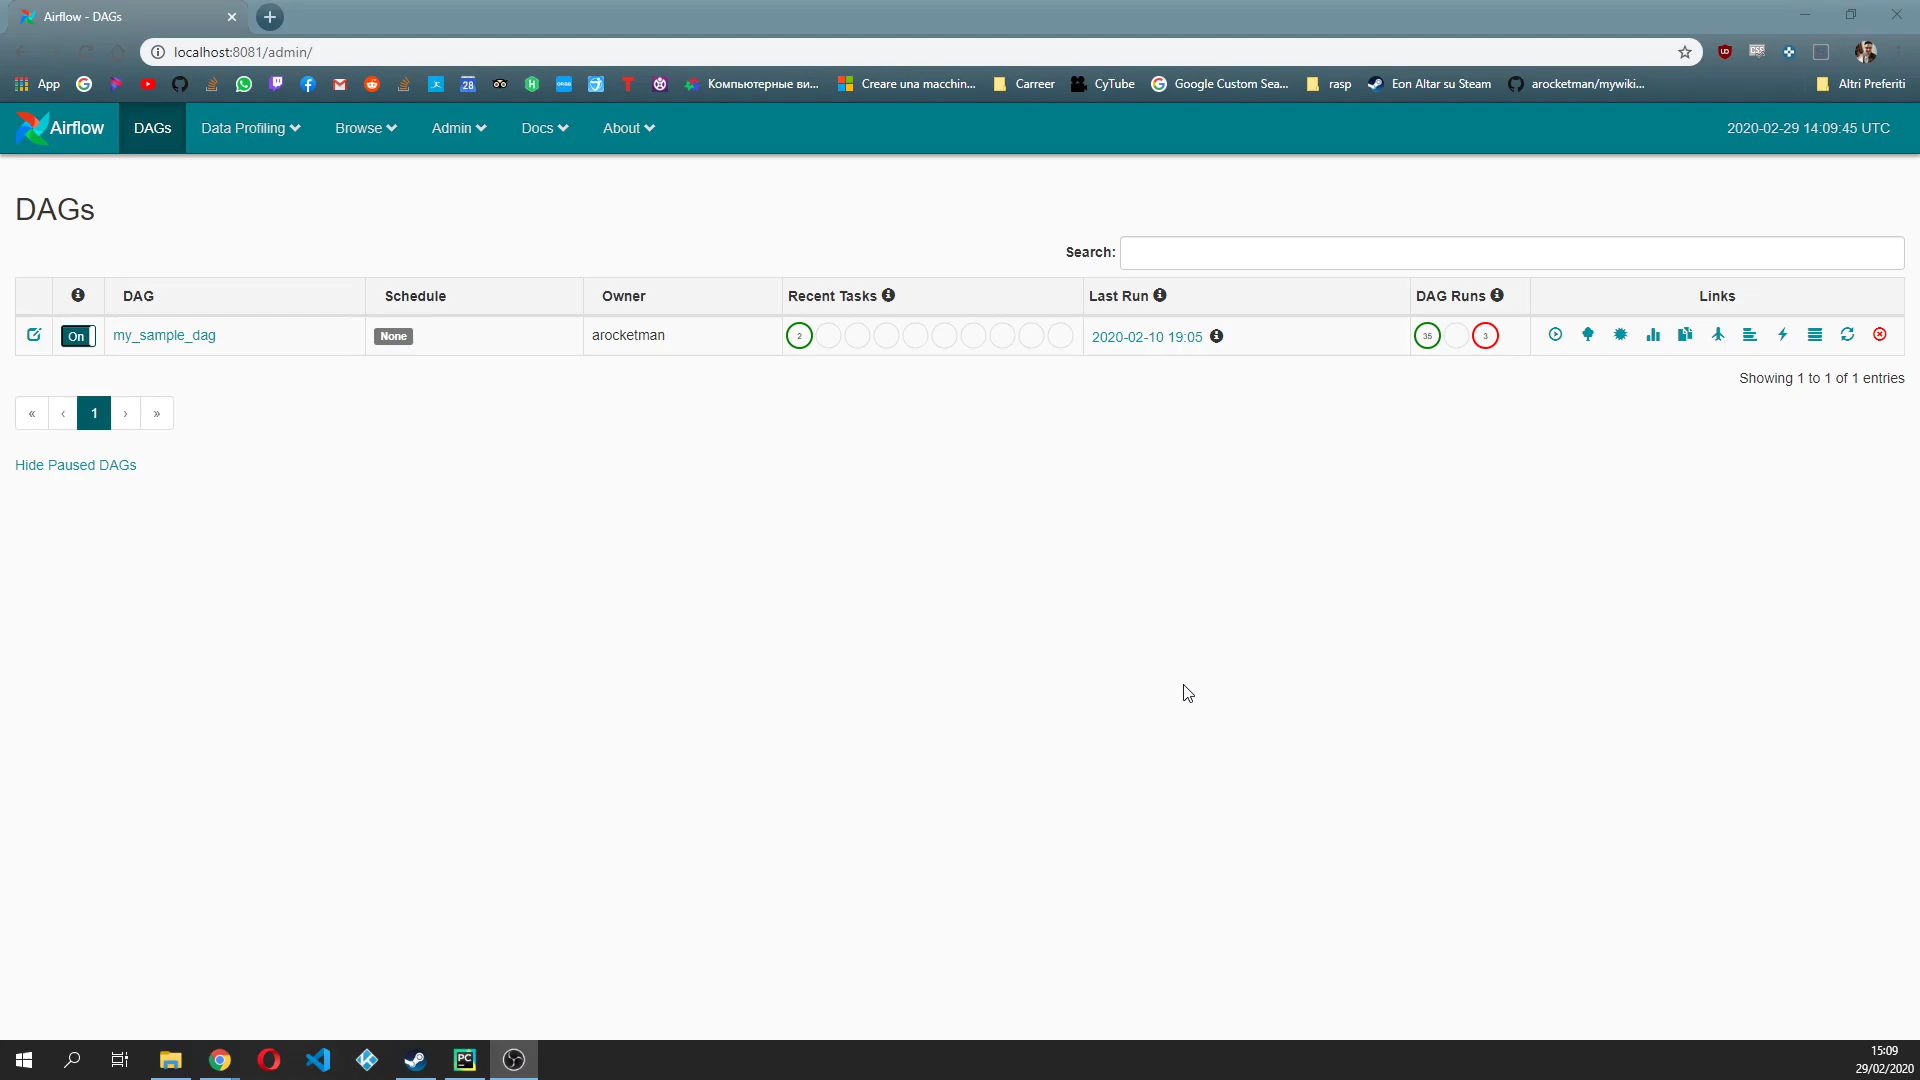 Airflow - DAGs
localhost:8081/admin/
App
28
Компьютерные ви...
Creare una macchin...
Carreer
CyTube
Google Custom Sea...
rasp
Eon Altar su Steam
arocketman/mywiki...
Altri Preferiti
Airflow
DAGs
Data Profiling
Browse
Admin
Docs
About
2020-02-29 14:09:45 UTC
DAGs
Search:
DAG
Schedule
Owner
Recent Tasks
Last Run
DAG Runs
Links
On
my_sample_dag
None
arocketman
2
2020-02-10 19:05
35
3
Showing 1 to 1 of 1 entries
« ‹ 1 › »
Hide Paused DAGs
PC
15:09
29/02/2020